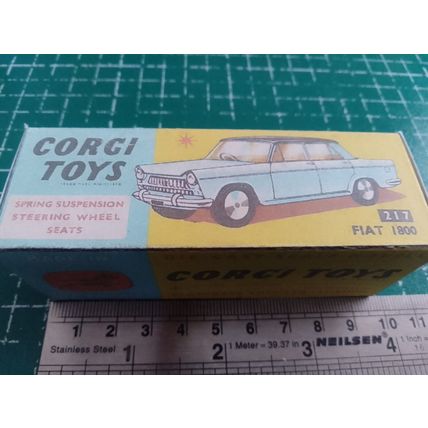 CORGI
TOYS
SPRING SUSPENSION
STEERING WHEEL
SEATS
217
FIAT 1800
CORGI TOYS
1 2 3 4 5 6 7 8 9 10 11
Stainless Steel 1 2 1 Meter = 39.37 in 3 NEILSEN 4 1 Inch =